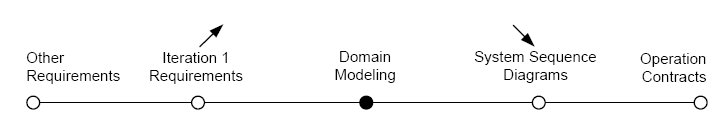 Other
Requirements
Iteration 1
Requirements
Domain
Modeling
System Sequence
Diagrams
Operation
Contracts